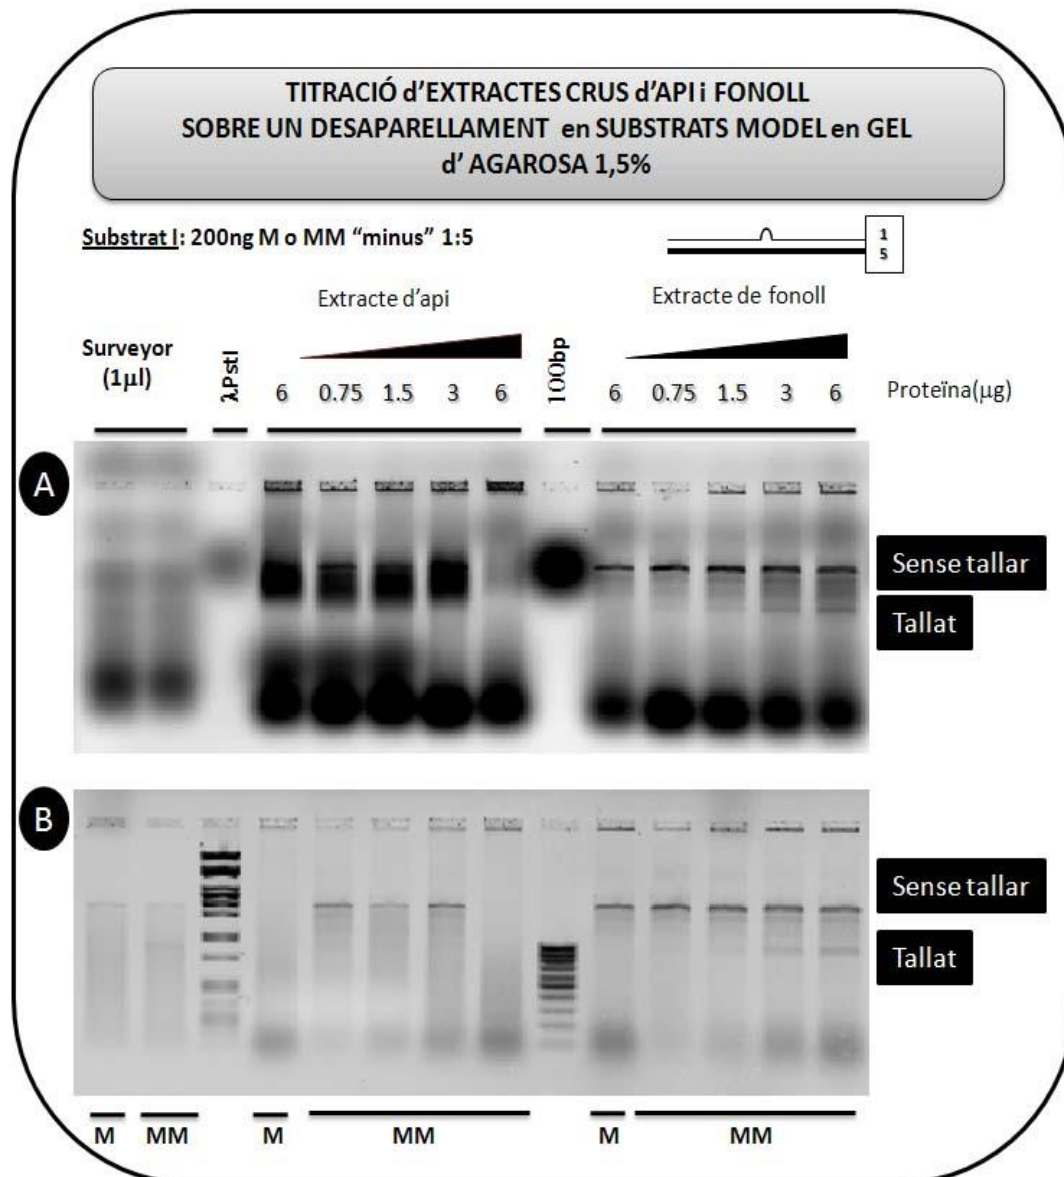 TITRACIÓ d'EXTRACTES CRUS d'API i FONOLL
SOBRE UN DESAPARELLAMENT en SUBSTRATS MODEL en GEL
d' AGAROSA 1,5%
Substrat I: 200ng M o MM "minus" 1:5
1
5
Extracte d'api
Extracte de fonoll
Surveyor
(1µl)
λPstI
100bp
6 0.75 1.5 3 6
6 0.75 1.5 3 6
Proteïna(µg)
A
Sense tallar
Tallat
B
Sense tallar
Tallat
M MM M MM M MM